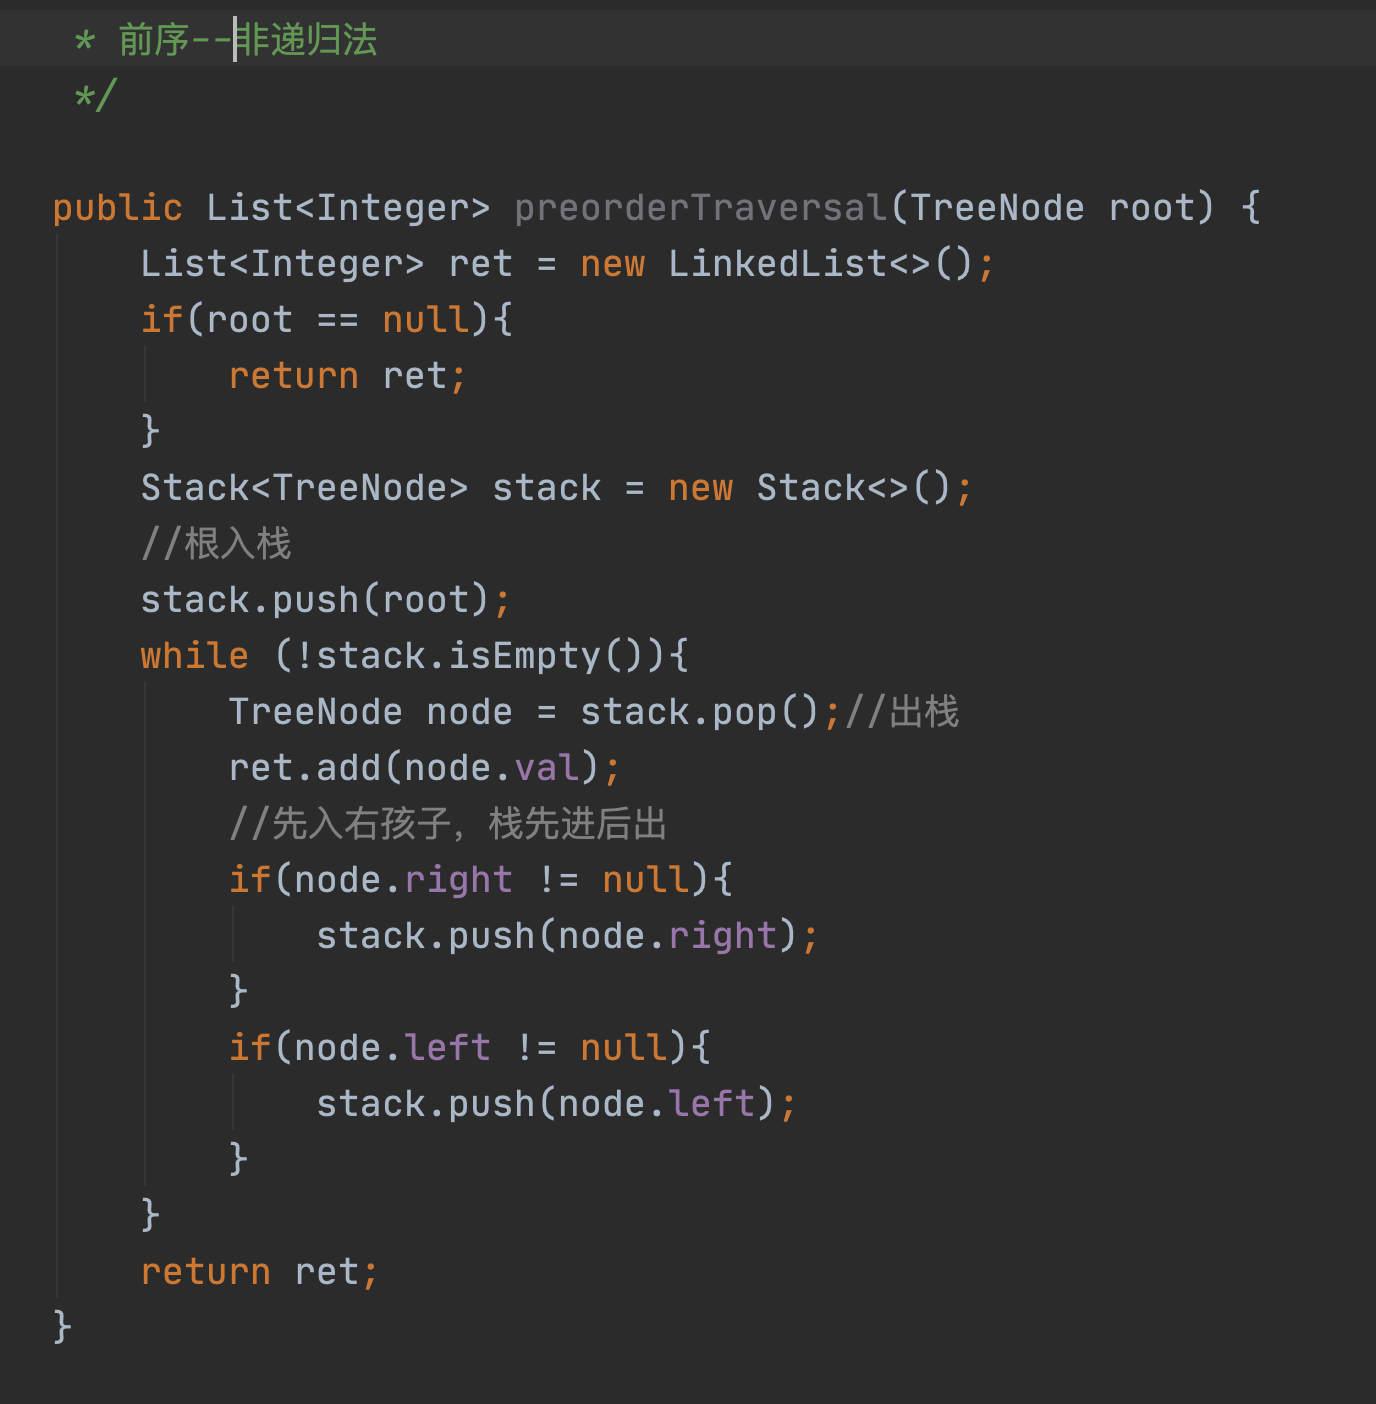 * 前序--非递归法
*/
public List<Integer> preorderTraversal(TreeNode root) {
List<Integer> ret = new LinkedList<>();
if(root == null){
return ret;
}
Stack<TreeNode> stack = new Stack<>();
//根入栈
stack.push(root);
while (!stack.isEmpty()){
TreeNode node = stack.pop();//出栈
ret.add(node.val);
//先入右孩子，栈先进后出
if(node.right != null){
stack.push(node.right);
}
if(node.left != null){
stack.push(node.left);
}
}
return ret;
}